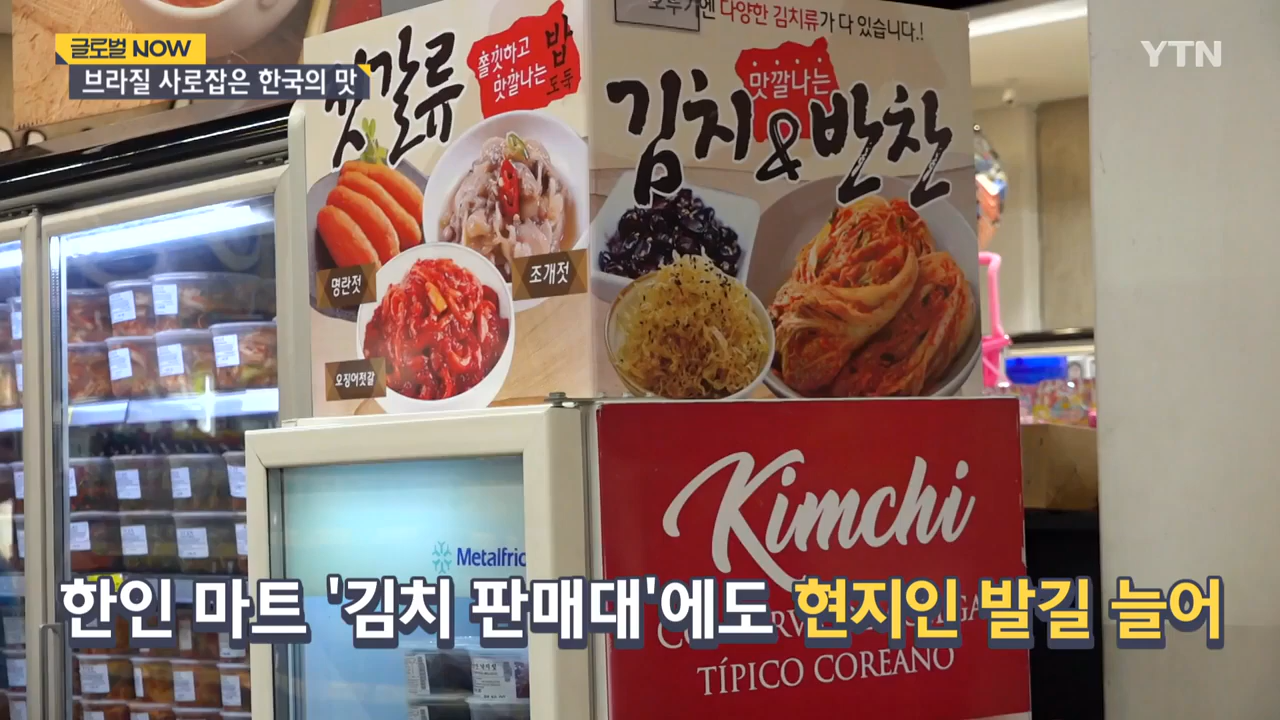 글로벌 NOW
브라질 사로잡은 한국의 맛
YTN
젓갈류
쫄깃하고
맛깔나는
밥
도둑
명란젓
조개젓
오징어젓갈
다양한 김치류가 다 있습니다.!
맛깔나는
김치&반찬
Kimchi
TÍPICO COREANO
Metalfric
한인 마트 '김치 판매대'에도 현지인 발길 늘어